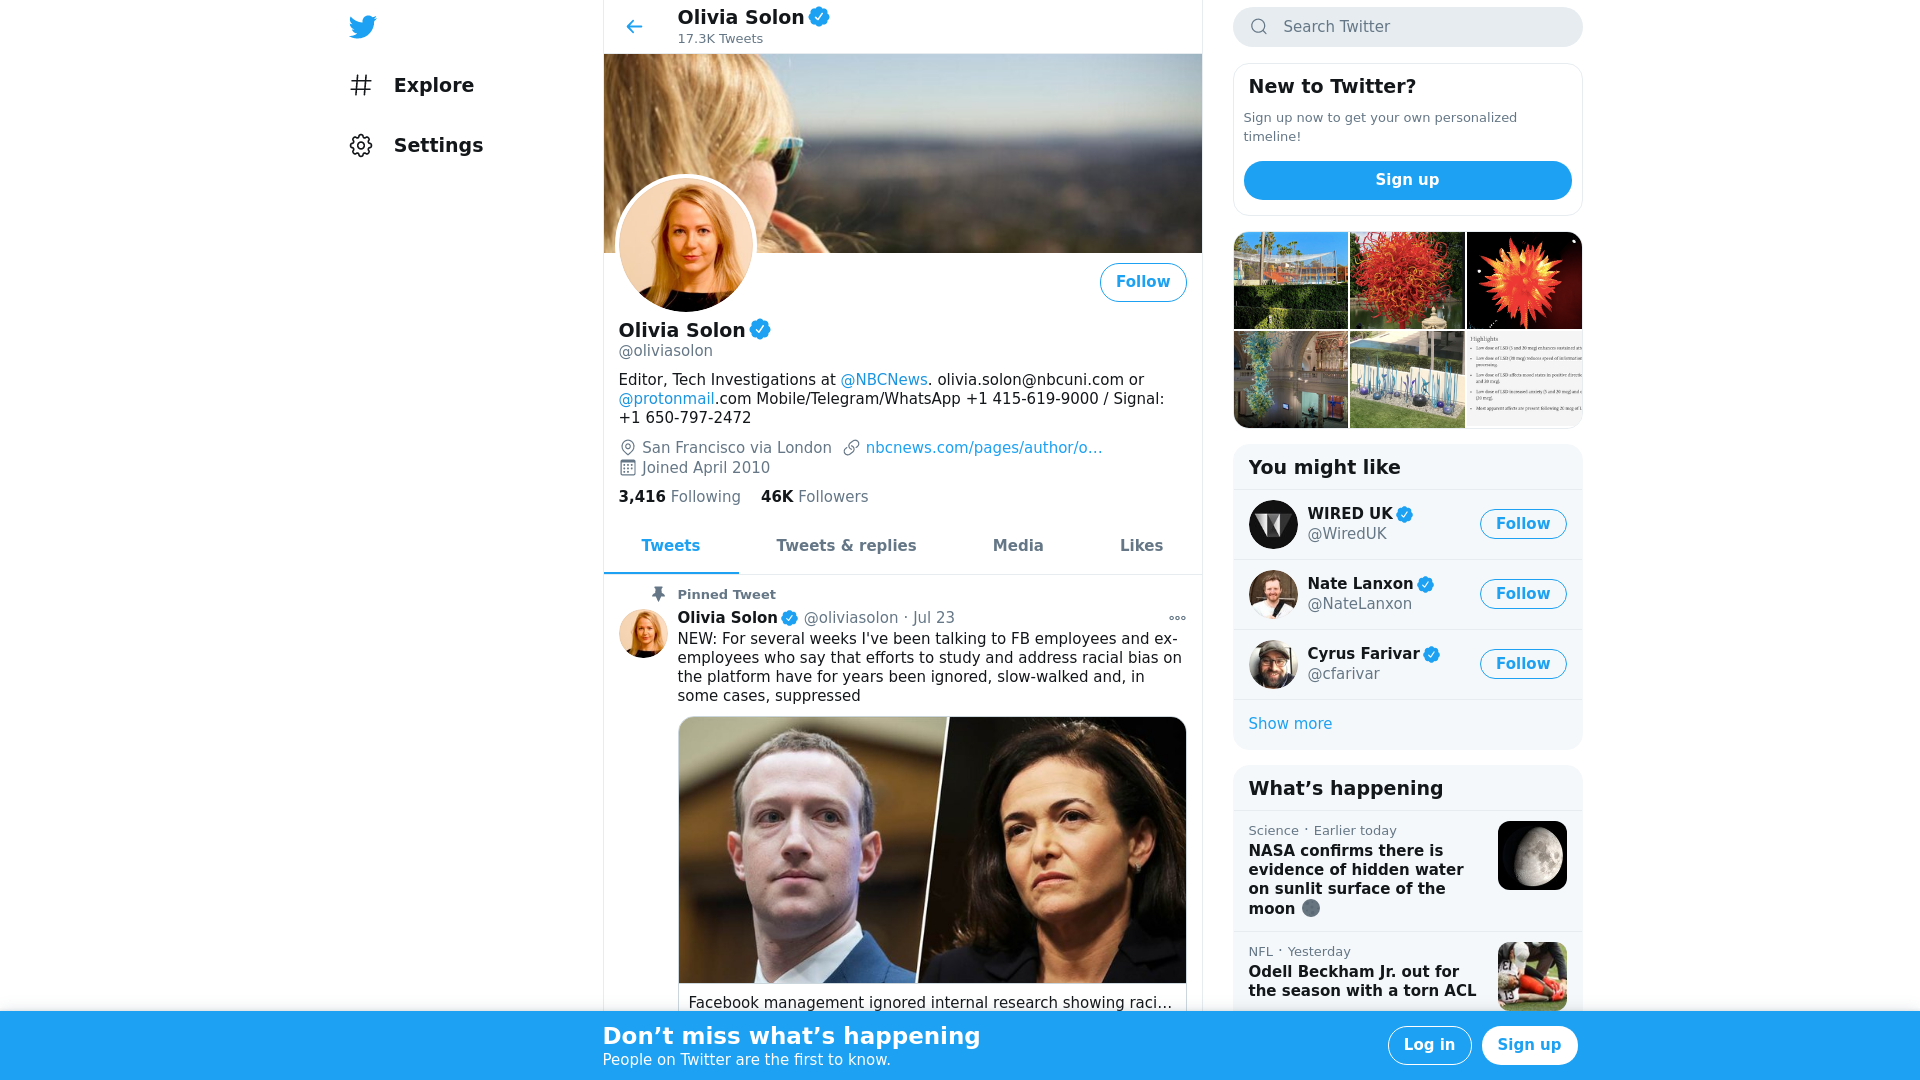 Explore
Settings
Olivia Solon
17.3K Tweets
Follow
Olivia Solon
@oliviasolon
Editor, Tech Investigations at @NBCNews. olivia.solon@nbcuni.com or
@protonmail.com Mobile/Telegram/WhatsApp +1 415-619-9000 / Signal:
+1 650-797-2472
San Francisco via London nbcnews.com/pages/author/o…
Joined April 2010
3,416 Following 46K Followers
Tweets Tweets & replies Media Likes
Pinned Tweet
Olivia Solon @oliviasolon · Jul 23
NEW: For several weeks I've been talking to FB employees and ex-
employees who say that efforts to study and address racial bias on
the platform have for years been ignored, slow-walked and, in
some cases, suppressed
Facebook management ignored internal research showing raci…
Search Twitter
New to Twitter?
Sign up now to get your own personalized
timeline!
Sign up
Highlights
You might like
WIRED UK
@WiredUK
Follow
Nate Lanxon
@NateLanxon
Follow
Cyrus Farivar
@cfarivar
Follow
Show more
What’s happening
Science · Earlier today
NASA confirms there is
evidence of hidden water
on sunlit surface of the
moon
NFL · Yesterday
Odell Beckham Jr. out for
the season with a torn ACL
Don’t miss what’s happening
People on Twitter are the first to know.
Log in
Sign up